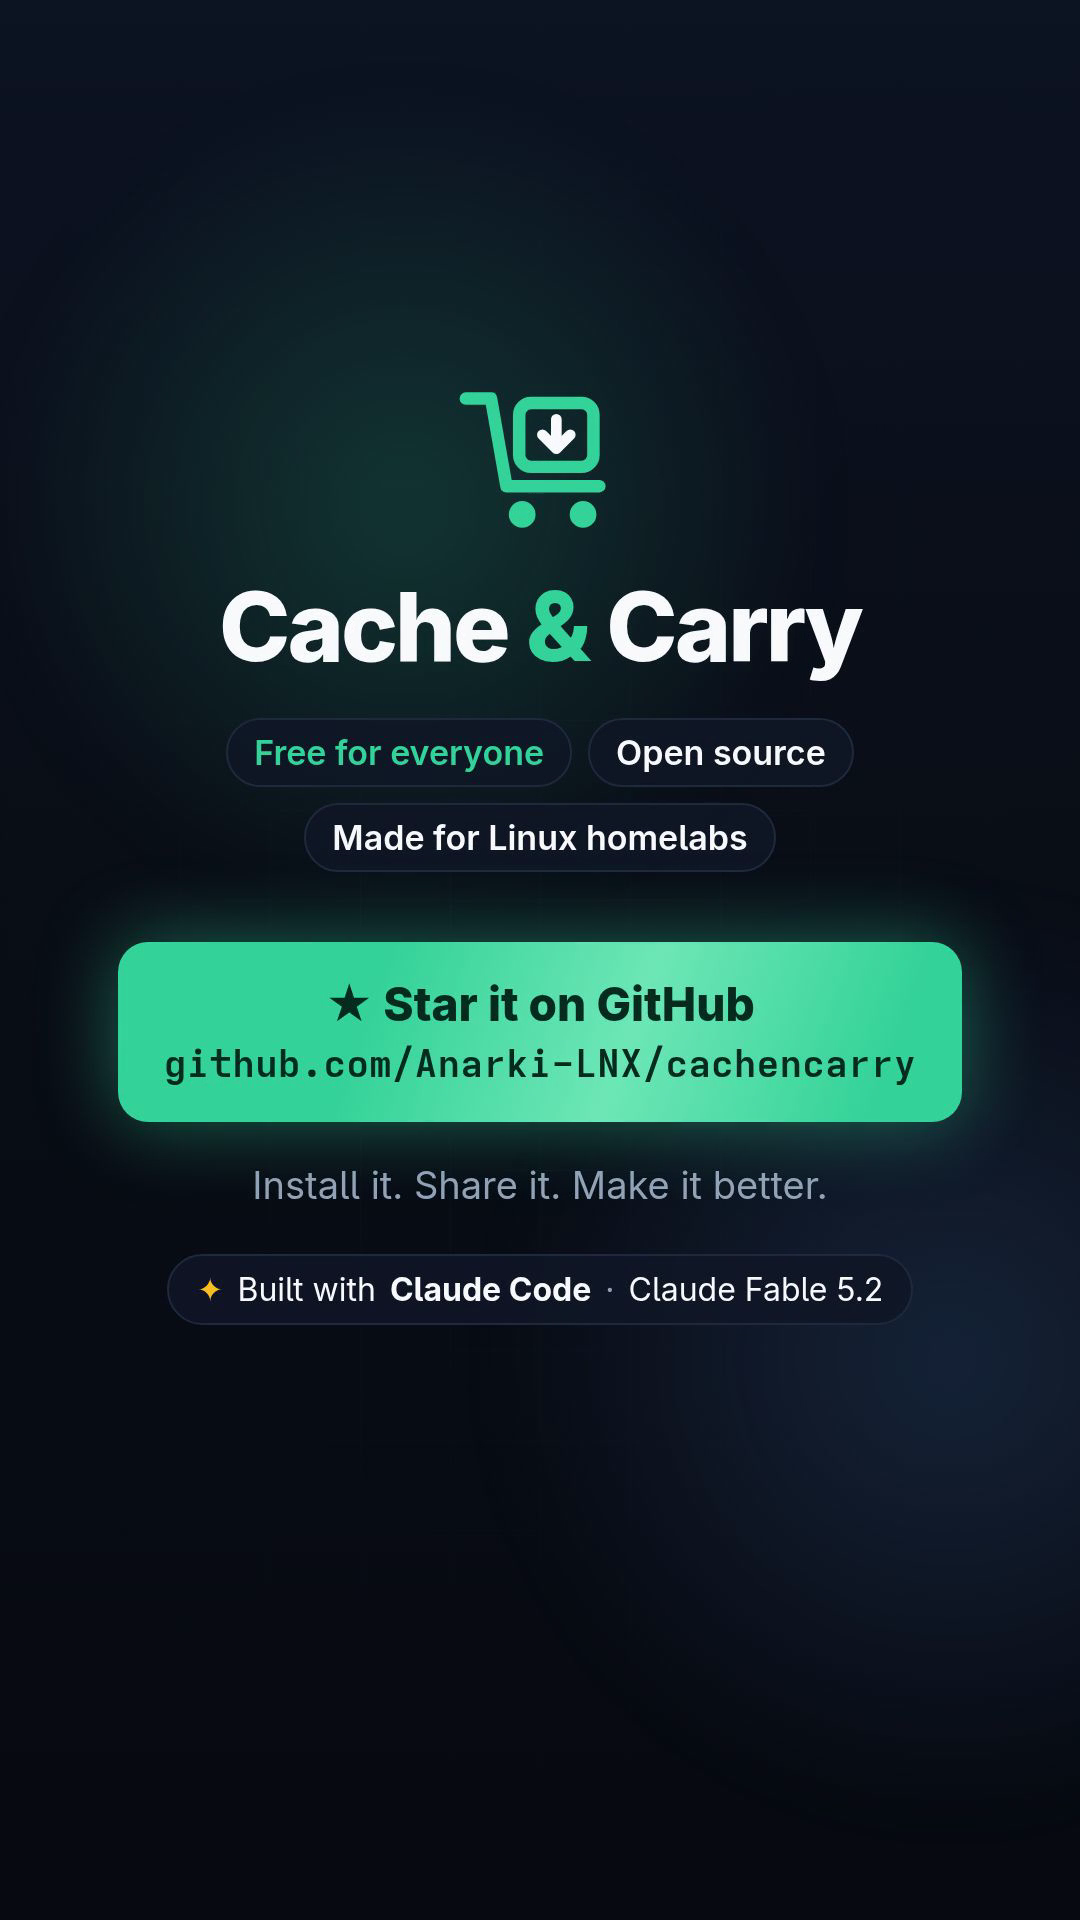 Cache & Carry
Free for everyone
Open source
Made for Linux homelabs
★ Star it on GitHub
github.com/Anarki-LNX/cachencarry
Install it. Share it. Make it better.
✦ Built with Claude Code · Claude Fable 5.2